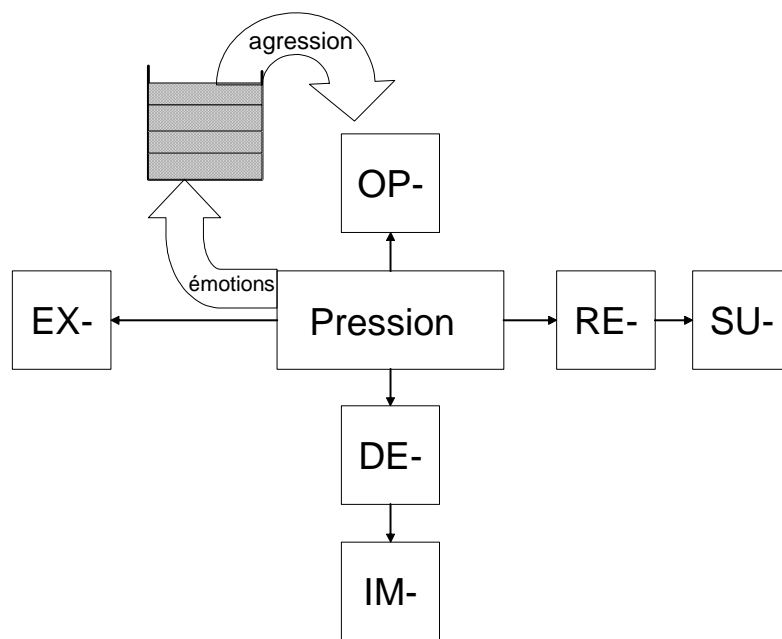 agression
OP-
émotions
EX-
Pression
RE-
SU-
DE-
IM-